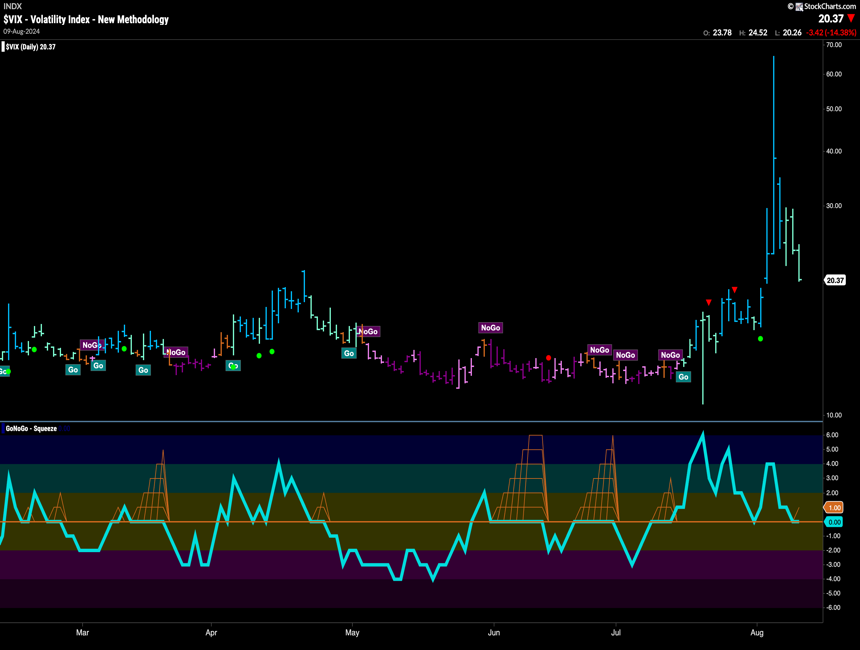 INDX
© StockCharts.com
$VIX - Volatility Index - New Methodology
20.37
09-Aug-2024
O: 23.78 H: 24.52 L: 20.26 -3.42 (-14.38%)
$VIX (Daily) 20.37
70.00
60.00
50.00
40.00
30.00
20.37
NoGo
NoGo
NoGo
NoGo
NoGo
NoGo
NoGo
Go
Go
Go
Go
Go
Go
Go
10.00
GoNoGo - Squeeze
6.00
5.00
4.00
3.00
2.00
1.00
0.00
-1.00
-2.00
-3.00
-4.00
-5.00
-6.00
Mar Apr May Jun Jul Aug